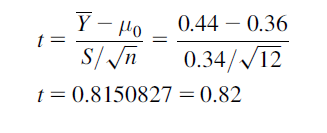 t = (Y̅ − μ₀) / (S/√n) = (0.44 − 0.36) / (0.34/√12)
t = 0.8150827 = 0.82